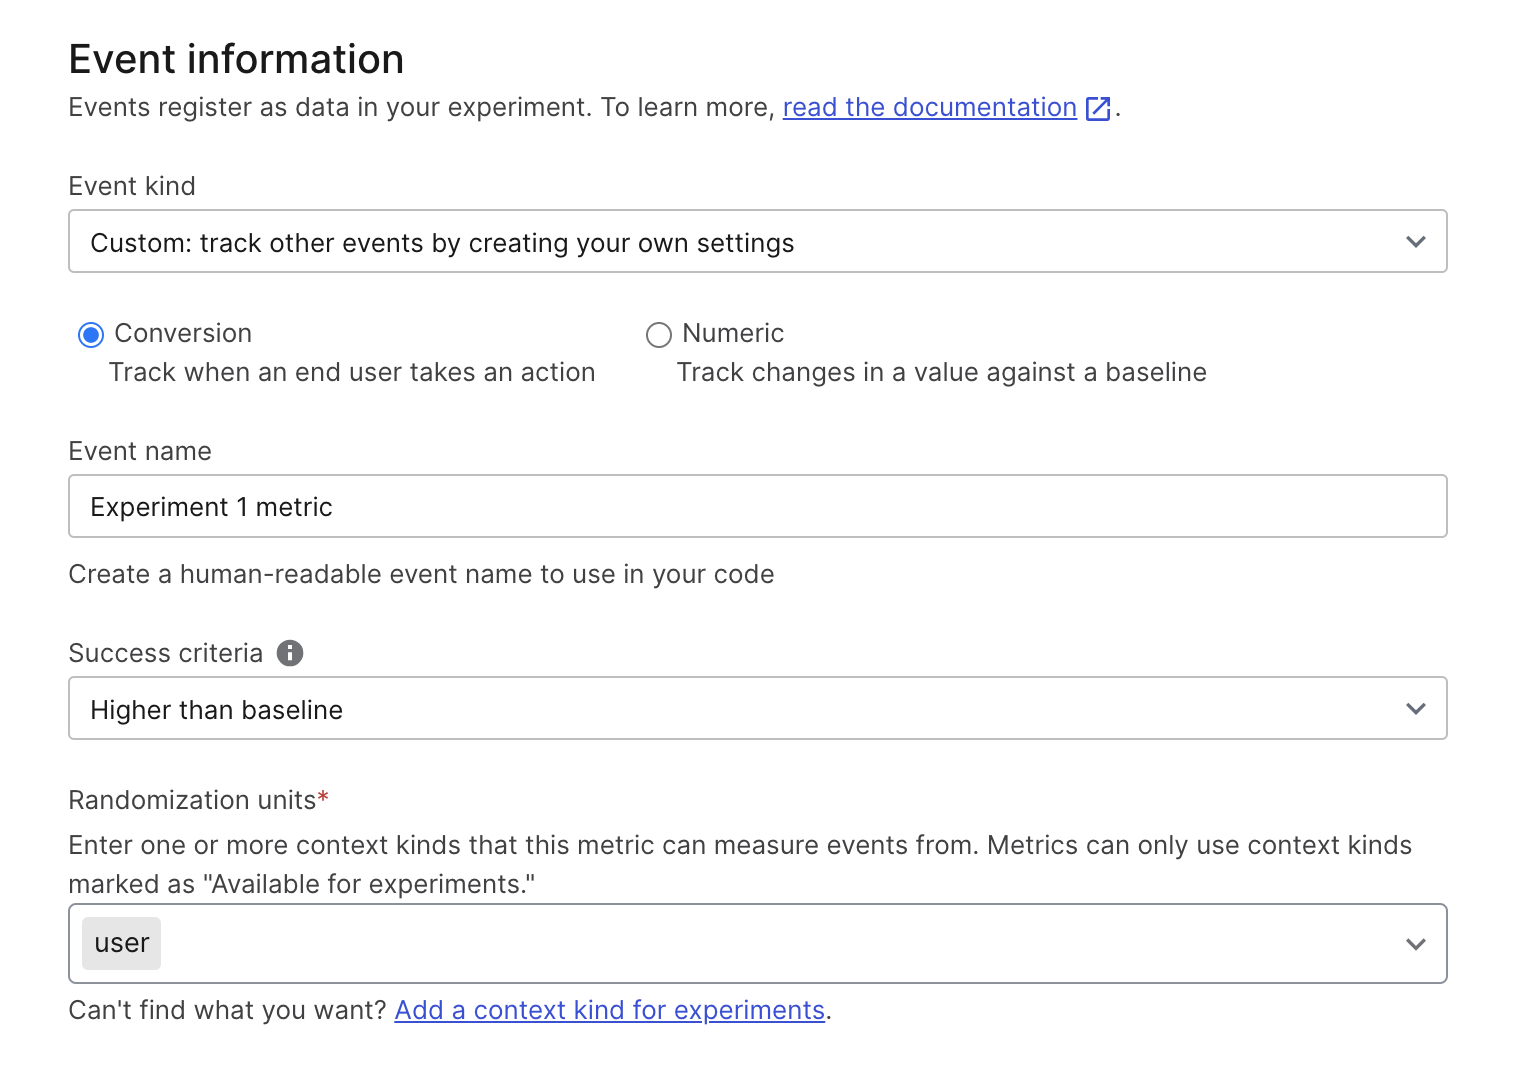 Event information
Events register as data in your experiment. To learn more, read the documentation.
Event kind
Custom: track other events by creating your own settings
Conversion
Track when an end user takes an action
Numeric
Track changes in a value against a baseline
Event name
Experiment 1 metric
Create a human-readable event name to use in your code
Success criteria
Higher than baseline
Randomization units*
Enter one or more context kinds that this metric can measure events from. Metrics can only use context kinds
marked as "Available for experiments."
user
Can't find what you want? Add a context kind for experiments.